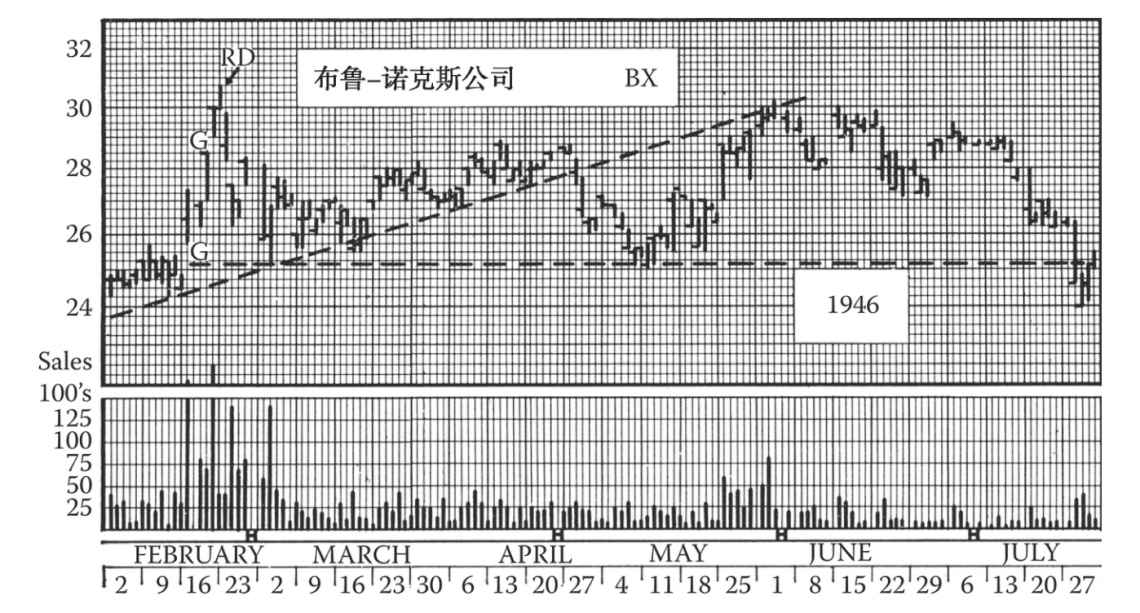 32
RD
布鲁–诺克斯公司 BX
30
G
28
26
G
24
1946
Sales
100's
125
100
75
50
25
FEBRUARY MARCH APRIL MAY JUNE JULY
2 9 16 23 2 9 16 23 30 6 13 20 27 4 11 18 25 1 8 15 22 29 6 13 20 27